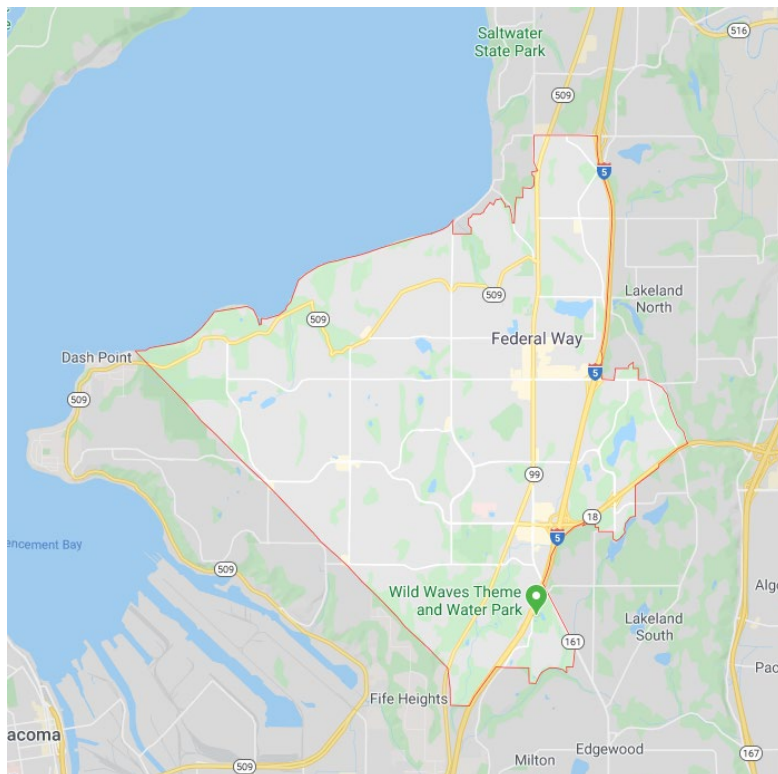 Saltwater
State Park
516
509
5
Lakeland
North
509
509
Federal Way
Dash Point
5
509
99
18
5
encement Bay
509
Wild Waves Theme
and Water Park
Lakeland
South
Alg
161
Pac
Fife Heights
acoma
Edgewood
Milton
509
167